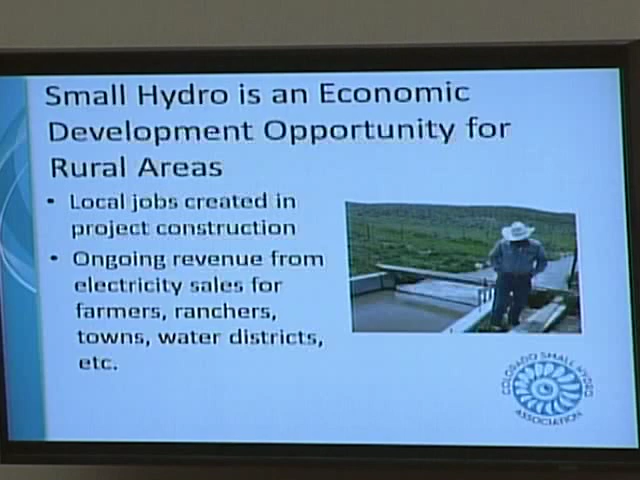 Small Hydro is an Economic
Development Opportunity for
Rural Areas
• Local jobs created in
project construction
• Ongoing revenue from
electricity sales for
farmers, ranchers,
towns, water districts,
etc.
COLORADO SMALL HYDRO
ASSOCIATION